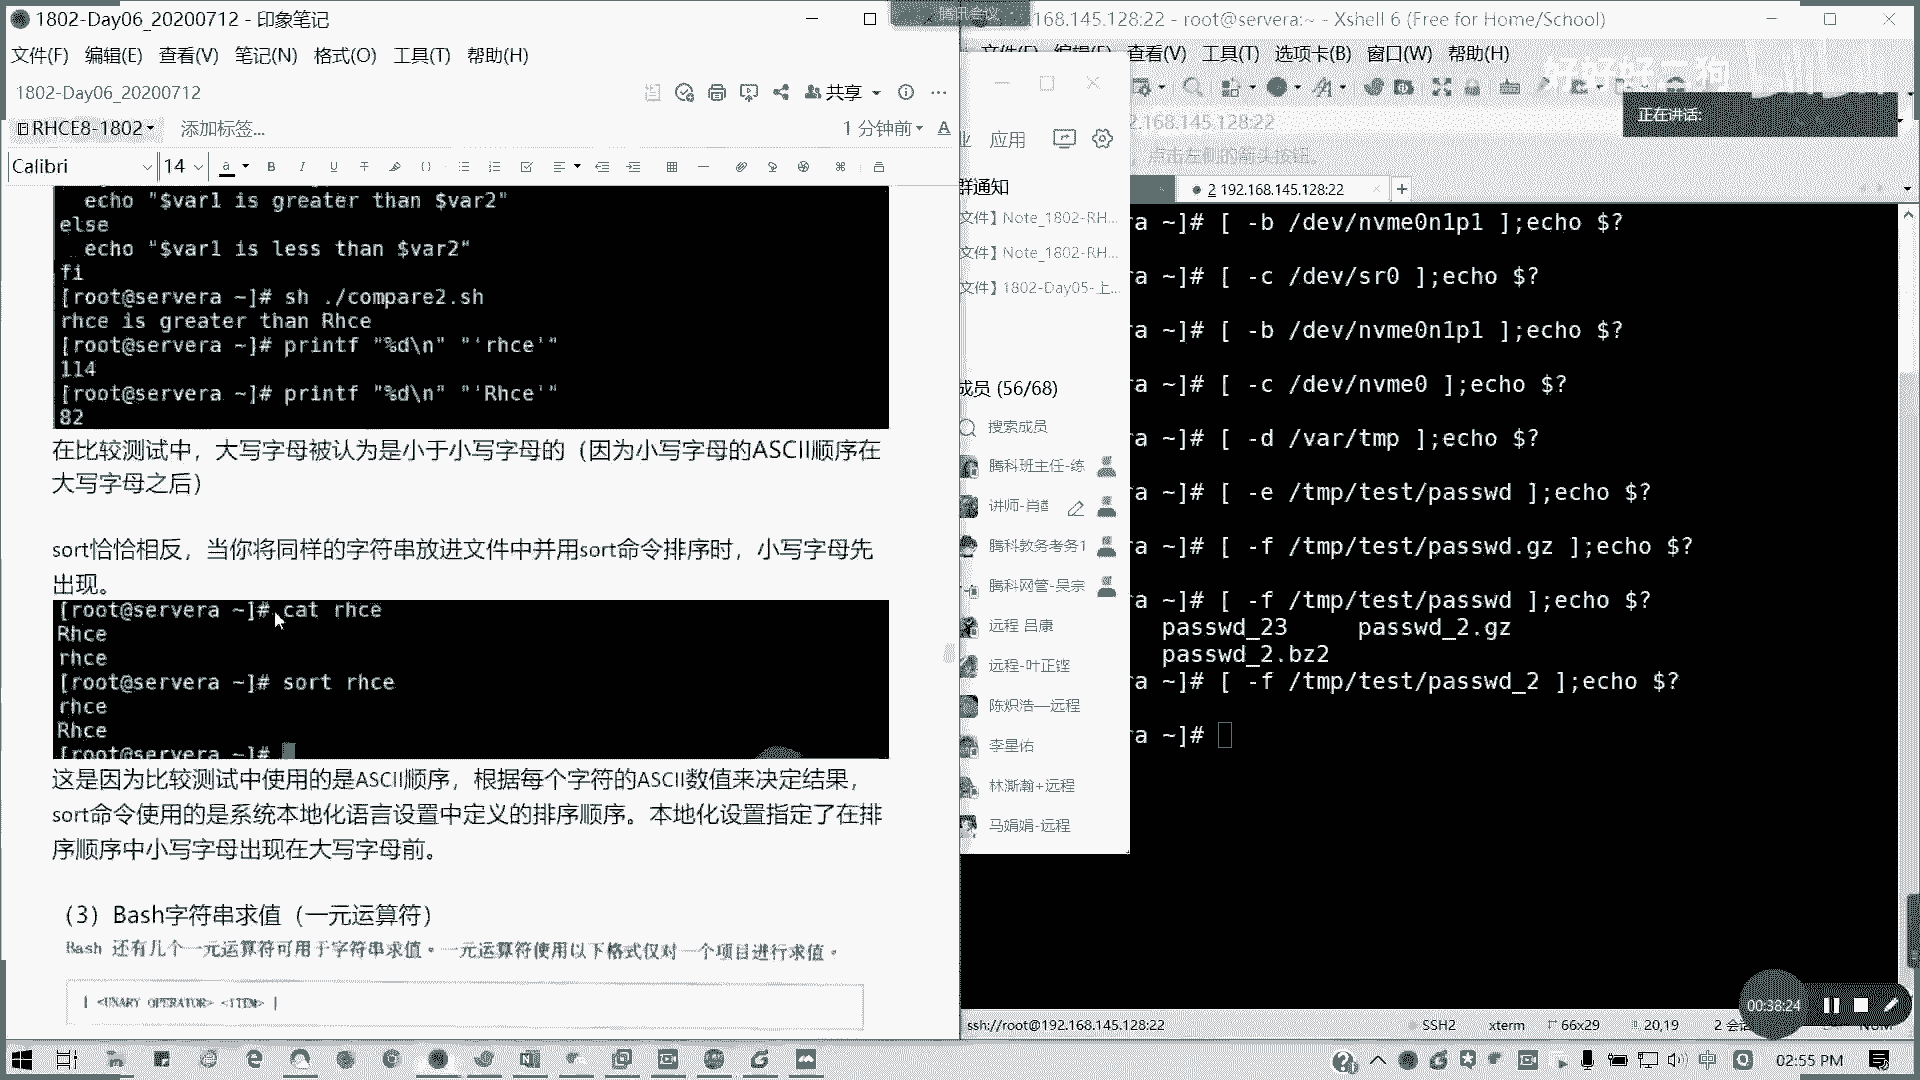 1802-Day06_20200712 - 印象笔记
文件(F) 编辑(E) 查看(V) 笔记(N) 格式(O) 工具(T) 帮助(H)
1802-Day06_20200712
共享
RHCE8-1802
添加标签...
1 分钟前
Calibri
14
echo "$var1 is greater than $var2"
else
echo "$var1 is less than $var2"
fi
[root@servera ~]# sh ./compare2.sh
rhce is greater than Rhce
[root@servera ~]# printf "%d\n" "'rhce'"
114
[root@servera ~]# printf "%d\n" "'Rhce'"
82
在比较测试中，大写字母被认为是小于小写字母的（因为小写字母的ASCII顺序在
大写字母之后）
sort恰恰相反，当你将同样的字符串放进文件中并用sort命令排序时，小写字母先
出现。
[root@servera ~]# cat rhce
Rhce
rhce
[root@servera ~]# sort rhce
rhce
Rhce
[root@servera ~]#
这是因为比较测试中使用的是ASCII顺序，根据每个字符的ASCII数值来决定结果，
sort命令使用的是系统本地化语言设置中定义的排序顺序。本地化设置指定了在排
序顺序中小写字母出现在大写字母前。
（3）Bash字符串求值（一元运算符）
Bash 还有几个一元运算符可用于字符串求值。一元运算符使用以下格式仅对一个项目进行求值。
[ <UNARY OPERATOR> <ITEM> ]
腾讯会议
168.145.128:22 - root@servera:~ - Xshell 6 (Free for Home/School)
文件(F) 编辑(E) 查看(V) 工具(T) 选项卡(B) 窗口(W) 帮助(H)
好好好二狗
正在讲话:
2.168.145.128:22
点击左侧的箭头按钮。
2 192.168.145.128:22
应用
群通知
文件】Note_1802-RH...
文件】Note_1802-RH...
文件】1802-Day05-上...
成员 (56/68)
搜索成员
腾科班主任-练
讲师-肖
腾科教务考务1
腾科网管-吴宗
远程 吕康
远程-叶正铿
陈炽浩—远程
李星佑
林澌瀚+远程
马娟娟-远程
ra ~]# [ -b /dev/nvme0n1p1 ];echo $?
ra ~]# [ -c /dev/sr0 ];echo $?
ra ~]# [ -b /dev/nvme0n1p1 ];echo $?
ra ~]# [ -c /dev/nvme0 ];echo $?
ra ~]# [ -d /var/tmp ];echo $?
ra ~]# [ -e /tmp/test/passwd ];echo $?
ra ~]# [ -f /tmp/test/passwd.gz ];echo $?
ra ~]# [ -f /tmp/test/passwd ];echo $?
passwd_23 passwd_2.gz
passwd_2.bz2
ra ~]# [ -f /tmp/test/passwd_2 ];echo $?
ra ~]#
00:38:24
ssh://root@192.168.145.128:22
SSH2
xterm
66x29
20,19
NUM
中
02:55 PM